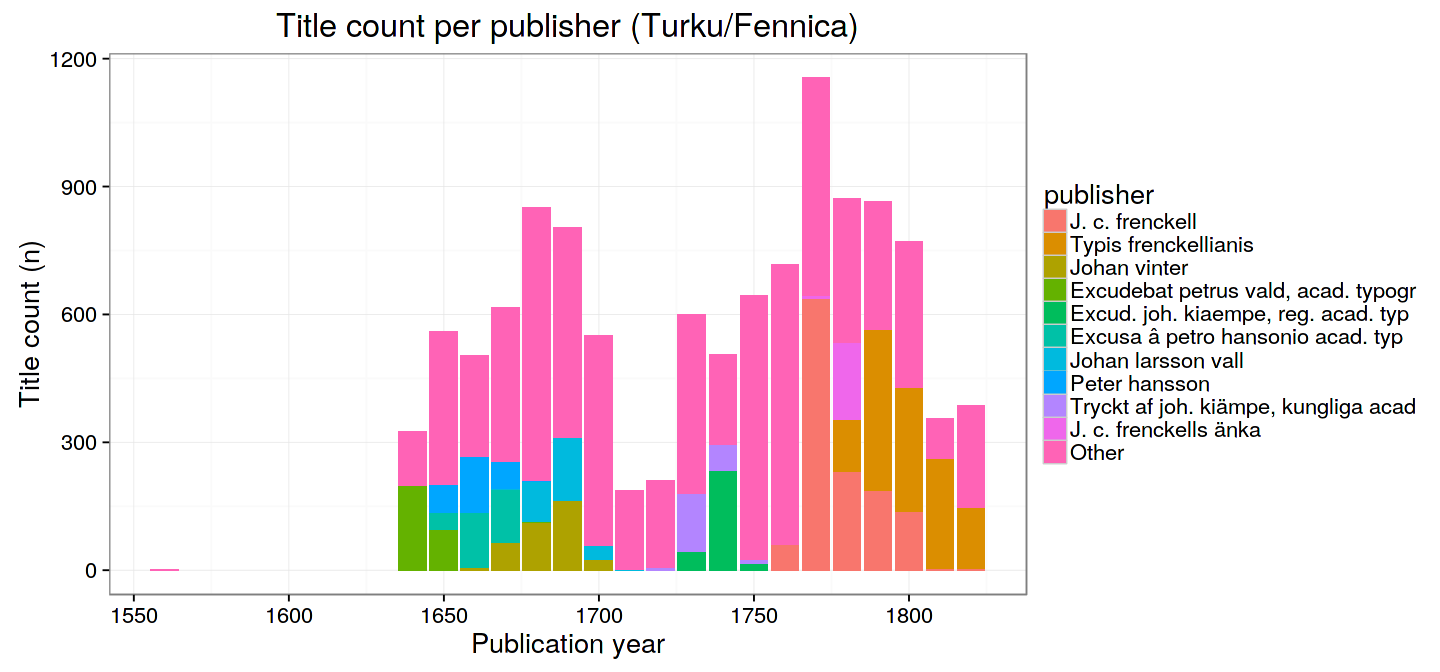 Title count per publisher (Turku/Fennica)
1200
900
600
300
0
Title count (n)
1550 1600 1650 1700 1750 1800
Publication year
publisher
J. c. frenckell
Typis frenckellianis
Johan vinter
Excudebat petrus vald, acad. typogr
Excud. joh. kiaempe, reg. acad. typ
Excusa â petro hansonio acad. typ
Johan larsson vall
Peter hansson
Tryckt af joh. kiämpe, kungliga acad
J. c. frenckells änka
Other